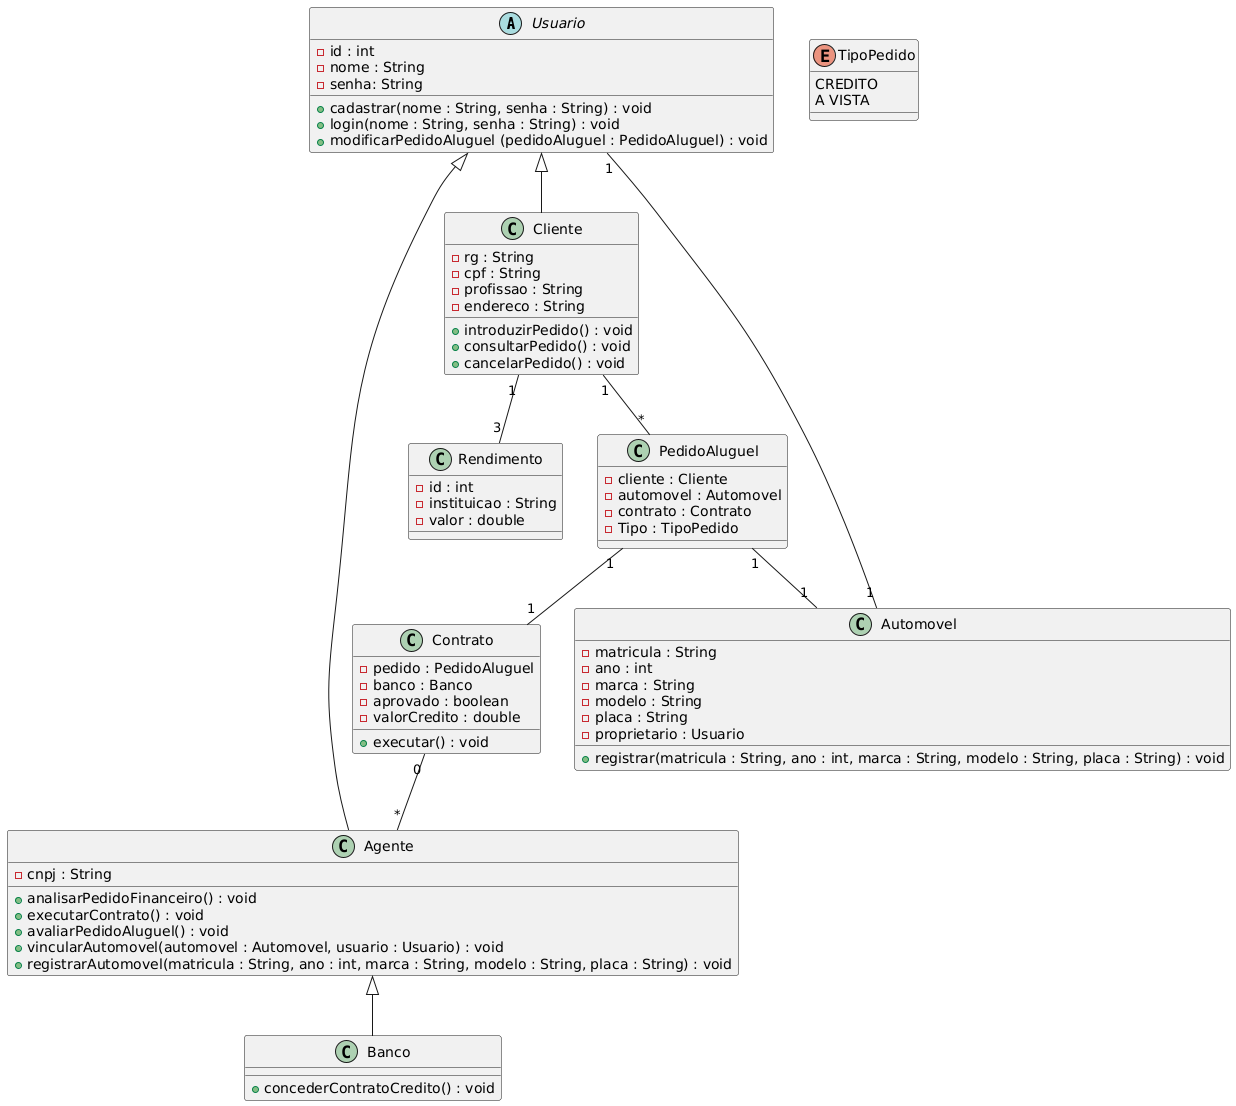 A Usuario
id : int
nome : String
senha: String
cadastrar(nome : String, senha : String) : void
login(nome : String, senha : String) : void
modificarPedidoAluguel (pedidoAluguel : PedidoAluguel) : void
E TipoPedido
CREDITO
A VISTA
1
C Cliente
rg : String
cpf : String
profissao : String
endereco : String
introduzirPedido() : void
consultarPedido() : void
cancelarPedido() : void
1
1
3
*
C Rendimento
id : int
instituicao : String
valor : double
C PedidoAluguel
cliente : Cliente
automovel : Automovel
contrato : Contrato
Tipo : TipoPedido
1
1
1
1
1
C Contrato
pedido : PedidoAluguel
banco : Banco
aprovado : boolean
valorCredito : double
executar() : void
C Automovel
matricula : String
ano : int
marca : String
modelo : String
placa : String
proprietario : Usuario
registrar(matricula : String, ano : int, marca : String, modelo : String, placa : String) : void
0
*
C Agente
cnpj : String
analisarPedidoFinanceiro() : void
executarContrato() : void
avaliarPedidoAluguel() : void
vincularAutomovel(automovel : Automovel, usuario : Usuario) : void
registrarAutomovel(matricula : String, ano : int, marca : String, modelo : String, placa : String) : void
C Banco
concederContratoCredito() : void